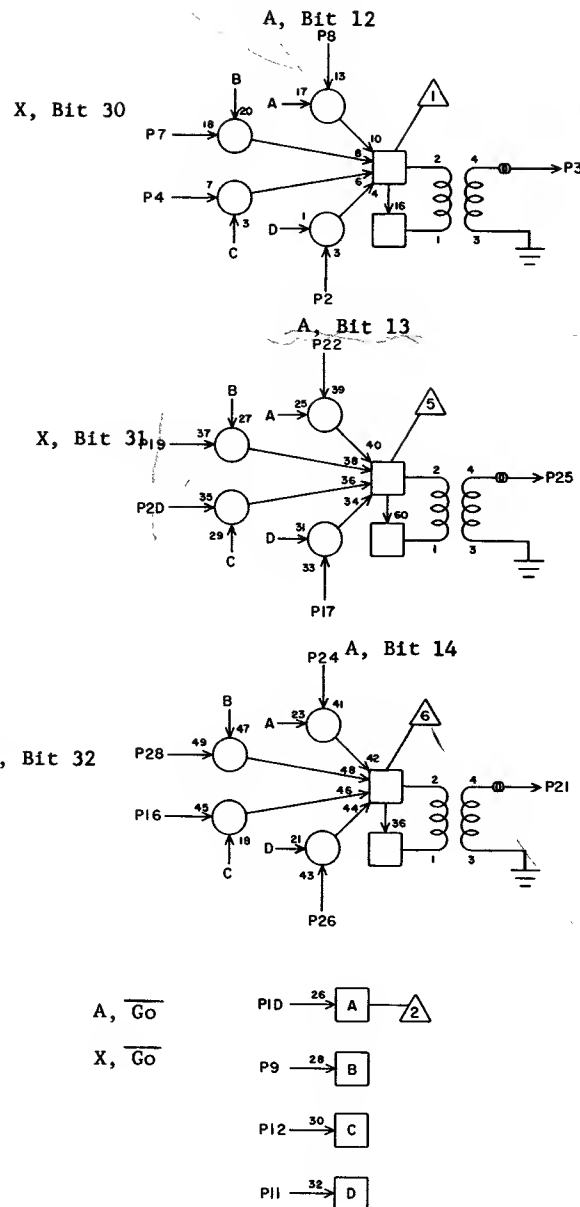 A, Bit 12
P8
B
A 17 13
X, Bit 30
20
1
P7 18
10
8
2 4
P3
P4 7
6
4
3
16
C
D 1
1 3
3
P2
A, Bit 13
P22
B
A 25 39
27
5
X, Bit 31
P19 37
40
38
2 4
P25
P2D 35
36
34
29
60
C
D 31
1 3
33
P17
A, Bit 14
P24
B
A 23 41
47
6
, Bit 32
P28 49
42
48
2 4
P21
P16 45
46
44
18
36
C
D 21
1 3
43
P26
A, G̅o̅
P1D 26 A 2
X, G̅o̅
P9 28 B
P12 30 C
P11 32 D